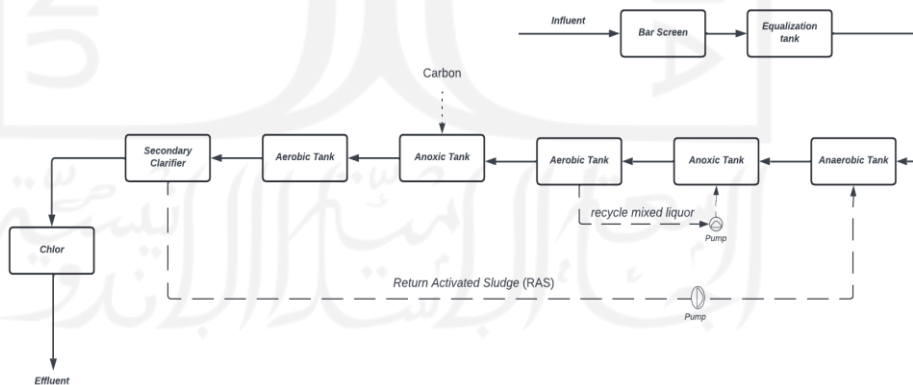 Influent
Bar Screen
Equalization
tank
Carbon
Secondary
Clarifier
Aerobic Tank
Anoxic Tank
Aerobic Tank
Anoxic Tank
Anaerobic Tank
recycle mixed liquor
Pump
Chlor
Return Activated Sludge (RAS)
Pump
Effluent